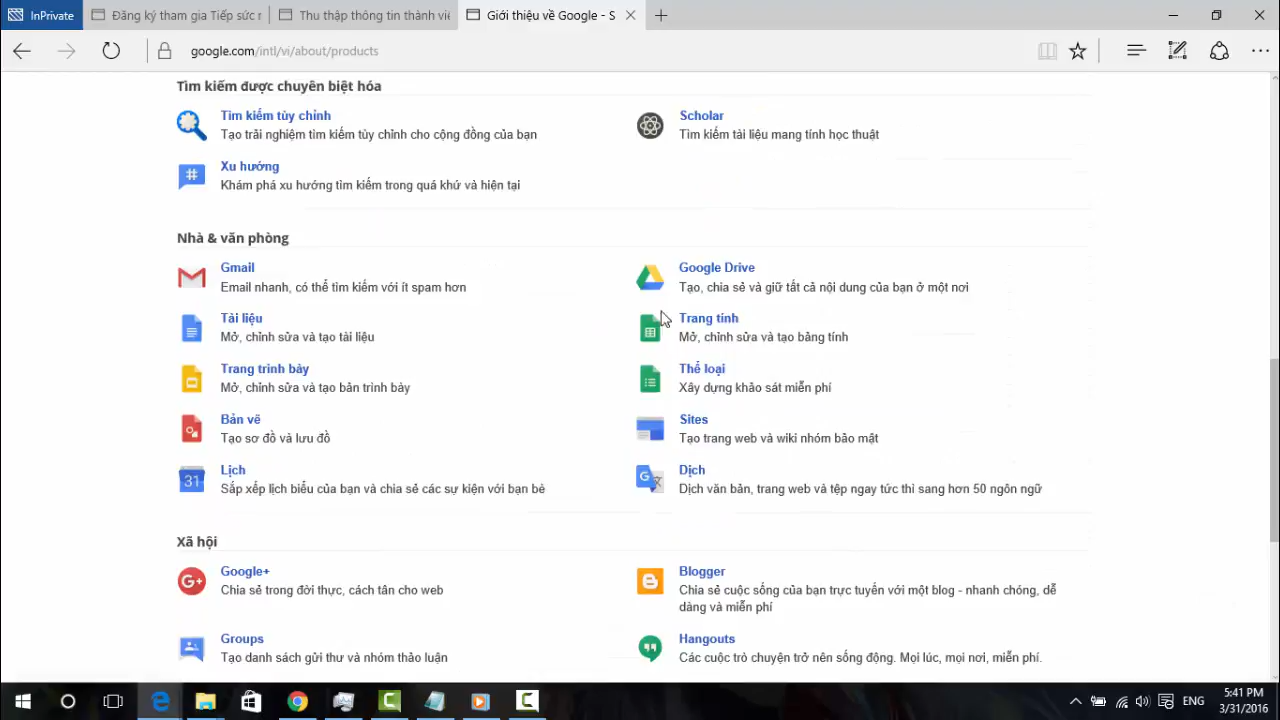 InPrivate
Đăng ký tham gia Tiếp sức r
Thu thập thông tin thành viê
Giới thiệu về Google - S
google.com/intl/vi/about/products
Tìm kiếm được chuyên biệt hóa
Tìm kiếm tùy chỉnh
Tạo trải nghiệm tìm kiếm tùy chỉnh cho cộng đồng của bạn
Scholar
Tìm kiếm tài liệu mang tính học thuật
#
Xu hướng
Khám phá xu hướng tìm kiếm trong quá khứ và hiện tại
Nhà & văn phòng
Gmail
Email nhanh, có thể tìm kiếm với ít spam hơn
Google Drive
Tạo, chia sẻ và giữ tất cả nội dung của bạn ở một nơi
Tài liệu
Mở, chỉnh sửa và tạo tài liệu
Trang tính
Mở, chỉnh sửa và tạo bảng tính
Trang trình bày
Mở, chỉnh sửa và tạo bản trình bày
Thể loại
Xây dựng khảo sát miễn phí
Bản vẽ
Tạo sơ đồ và lưu đồ
Sites
Tạo trang web và wiki nhóm bảo mật
31
Lịch
Sắp xếp lịch biểu của bạn và chia sẻ các sự kiện với bạn bè
G
文
Dịch
Dịch văn bản, trang web và tệp ngay tức thì sang hơn 50 ngôn ngữ
Xã hội
G+
Google+
Chia sẻ trong đời thực, cách tân cho web
Blogger
Chia sẻ cuộc sống của bạn trực tuyến với một blog - nhanh chóng, dễ
dàng và miễn phí
Groups
Tạo danh sách gửi thư và nhóm thảo luận
Hangouts
Các cuộc trò chuyện trở nên sống động. Mọi lúc, mọi nơi, miễn phí.
ENG
5:41 PM
3/31/2016